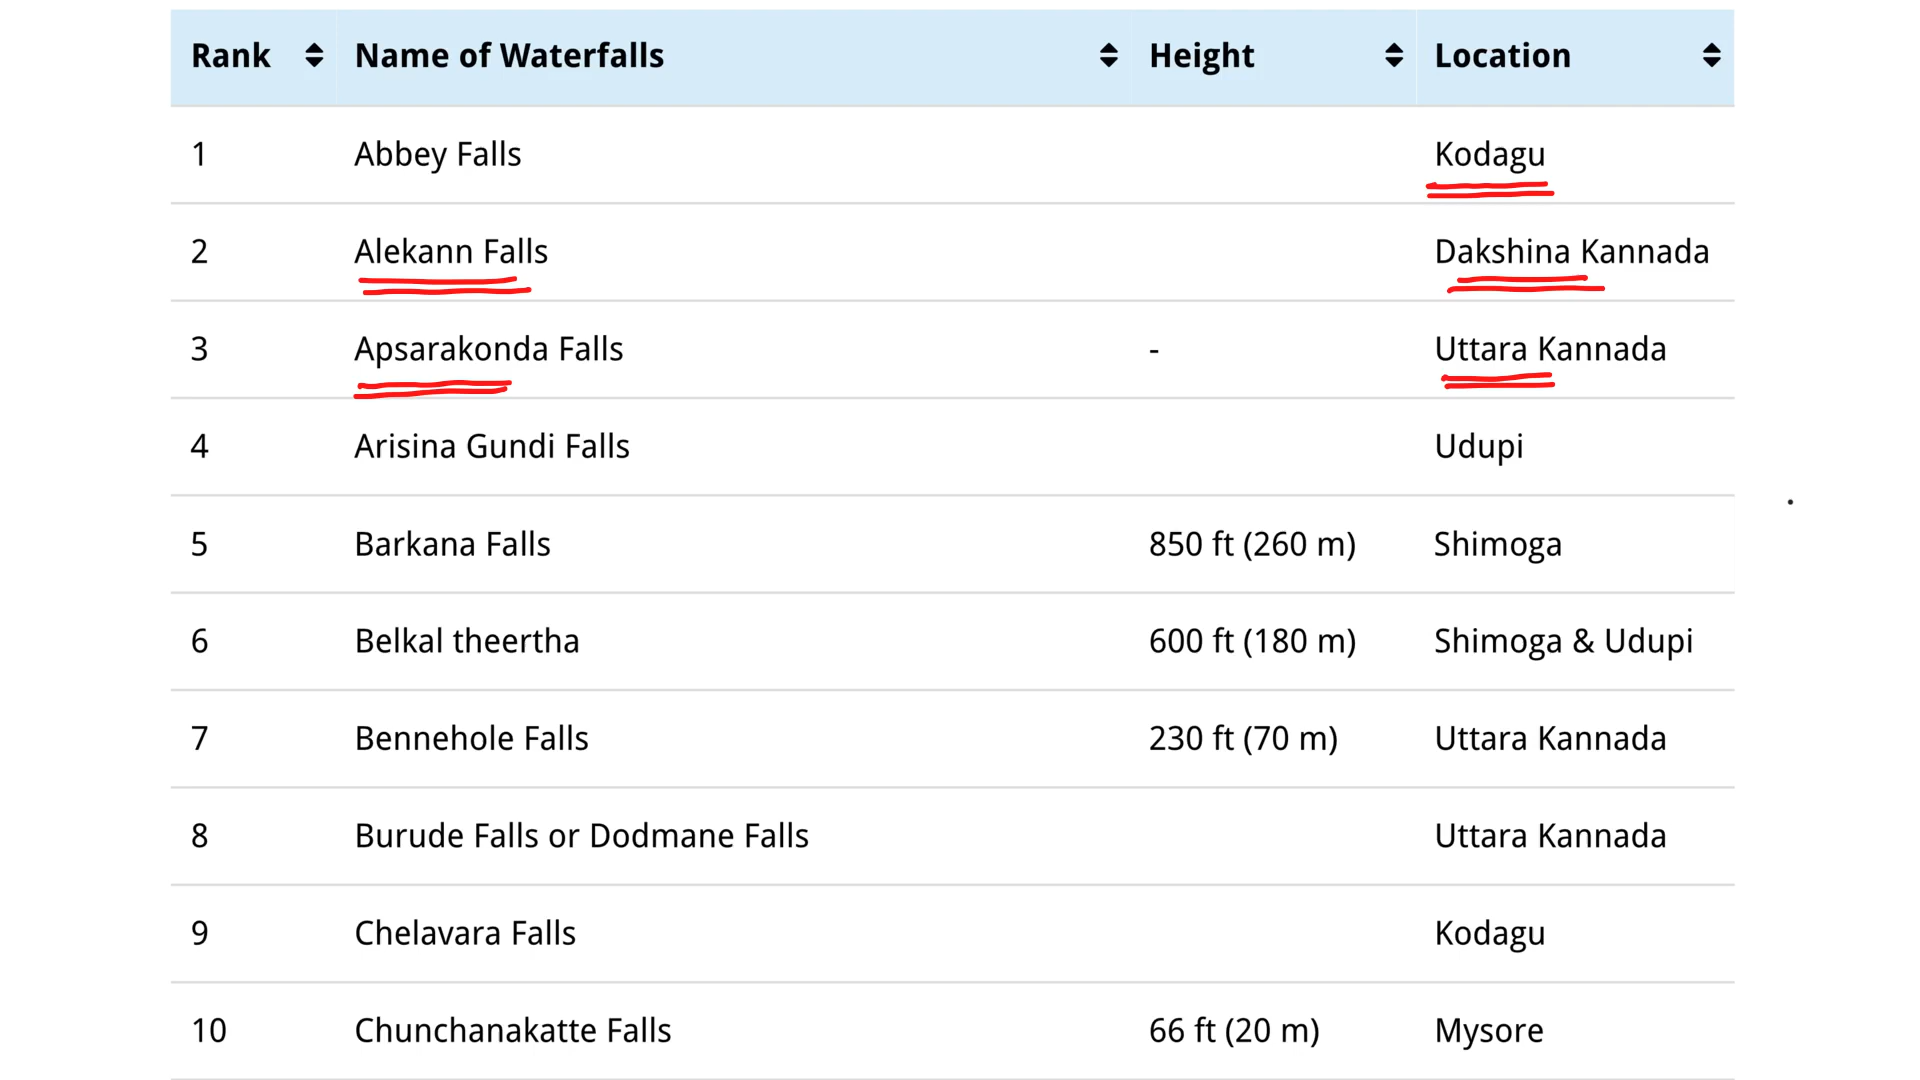 Rank Name of Waterfalls Height Location
1 Abbey Falls Kodagu
2 Alekann Falls Dakshina Kannada
3 Apsarakonda Falls - Uttara Kannada
4 Arisina Gundi Falls Udupi
5 Barkana Falls 850 ft (260 m) Shimoga
6 Belkal theertha 600 ft (180 m) Shimoga & Udupi
7 Bennehole Falls 230 ft (70 m) Uttara Kannada
8 Burude Falls or Dodmane Falls Uttara Kannada
9 Chelavara Falls Kodagu
10 Chunchanakatte Falls 66 ft (20 m) Mysore